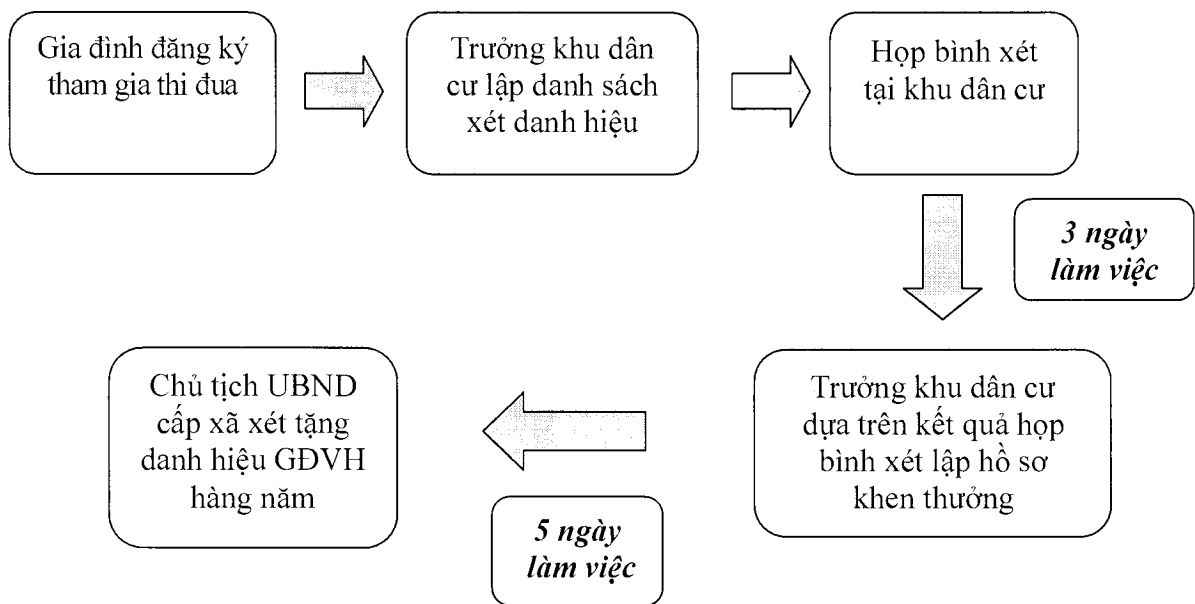 Gia đình đăng ký
tham gia thi đua
Trưởng khu dân
cư lập danh sách
xét danh hiệu
Họp bình xét
tại khu dân cư
3 ngày
làm việc
Trưởng khu dân cư
dựa trên kết quả họp
bình xét lập hồ sơ
khen thưởng
5 ngày
làm việc
Chủ tịch UBND
cấp xã xét tặng
danh hiệu GĐVH
hàng năm